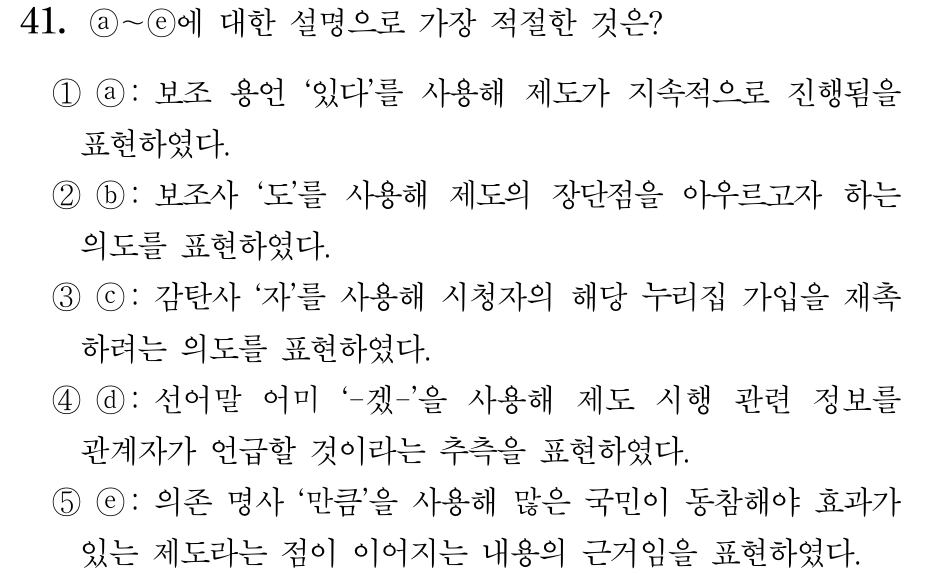 41. ⓐ~ⓔ에 대한 설명으로 가장 적절한 것은?
① ⓐ: 보조 용언 ‘있다’를 사용해 제도가 지속적으로 진행됨을
표현하였다.
② ⓑ: 보조사 ‘도’를 사용해 제도의 장단점을 아우르고자 하는
의도를 표현하였다.
③ ⓒ: 감탄사 ‘자’를 사용해 시청자의 해당 누리집 가입을 재촉
하려는 의도를 표현하였다.
④ ⓓ: 선어말 어미 ‘-겠-’을 사용해 제도 시행 관련 정보를
관계자가 언급할 것이라는 추측을 표현하였다.
⑤ ⓔ: 의존 명사 ‘만큼’을 사용해 많은 국민이 동참해야 효과가
있는 제도라는 점이 이어지는 내용의 근거임을 표현하였다.